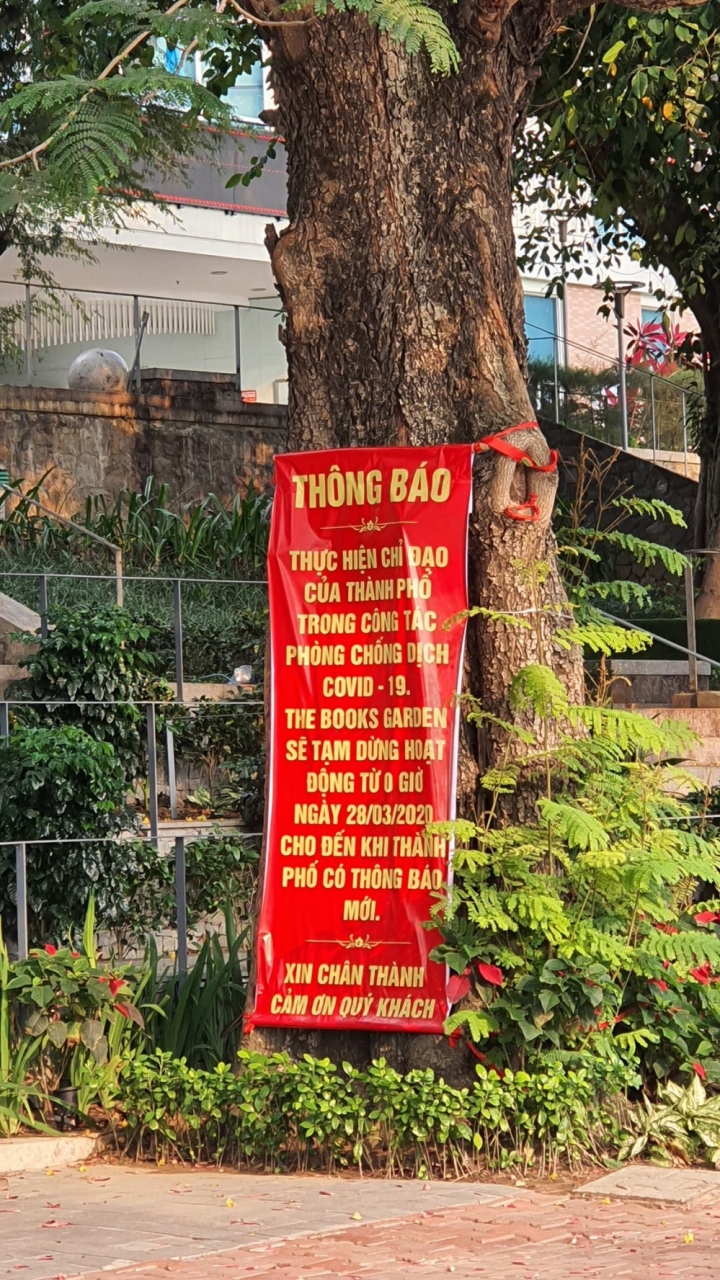 THÔNG BÁO
THỰC HIỆN CHỈ ĐẠO
CỦA THÀNH PHỐ
TRONG CÔNG TÁC
PHÒNG CHỐNG DỊCH
COVID - 19.
THE BOOKS GARDEN
SẼ TẠM DỪNG HOẠT
ĐỘNG TỪ 0 GIỜ
NGÀY 28/03/2020
CHO ĐẾN KHI THÀNH
PHỐ CÓ THÔNG BÁO
MỚI.
XIN CHÂN THÀNH
CẢM ƠN QUÝ KHÁCH